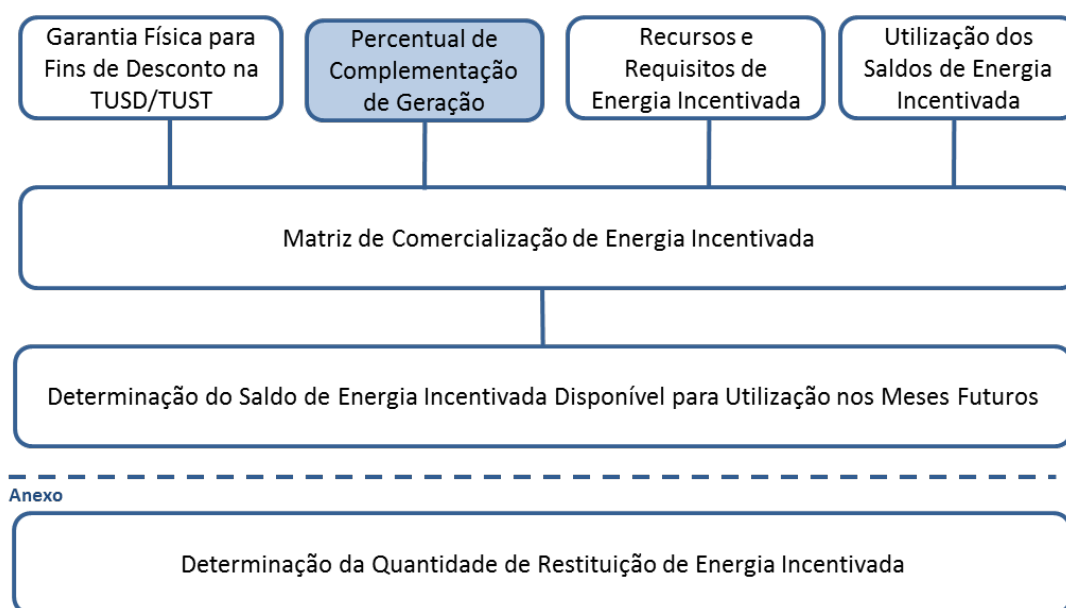 Garantia Física para
Fins de Desconto na
TUSD/TUST
Percentual de
Complementação
de Geração
Recursos e
Requisitos de
Energia Incentivada
Utilização dos
Saldos de Energia
Incentivada
Matriz de Comercialização de Energia Incentivada
Determinação do Saldo de Energia Incentivada Disponível para Utilização nos Meses Futuros
Anexo
Determinação da Quantidade de Restituição de Energia Incentivada